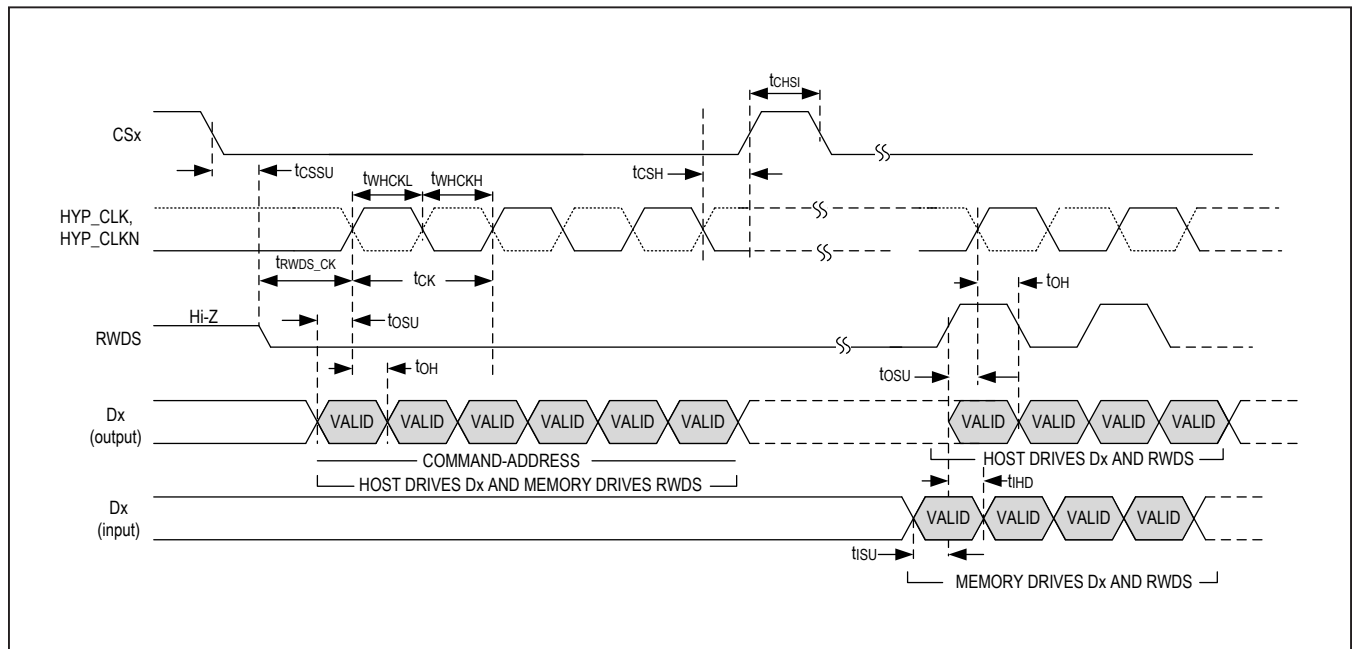 tCHSI
CSx
tCSSU
tWHCKL
tWHCKH
tCSH
HYP_CLK,
HYP_CLKN
tRWDS_CK
tCK
tOH
Hi-Z
RWDS
tOSU
tOH
tOSU
Dx
(output)
VALID VALID VALID VALID VALID VALID
VALID VALID VALID VALID
COMMAND-ADDRESS
HOST DRIVES Dx AND RWDS
HOST DRIVES Dx AND MEMORY DRIVES RWDS
tIHD
Dx
(input)
VALID VALID VALID VALID
tISU
MEMORY DRIVES Dx AND RWDS